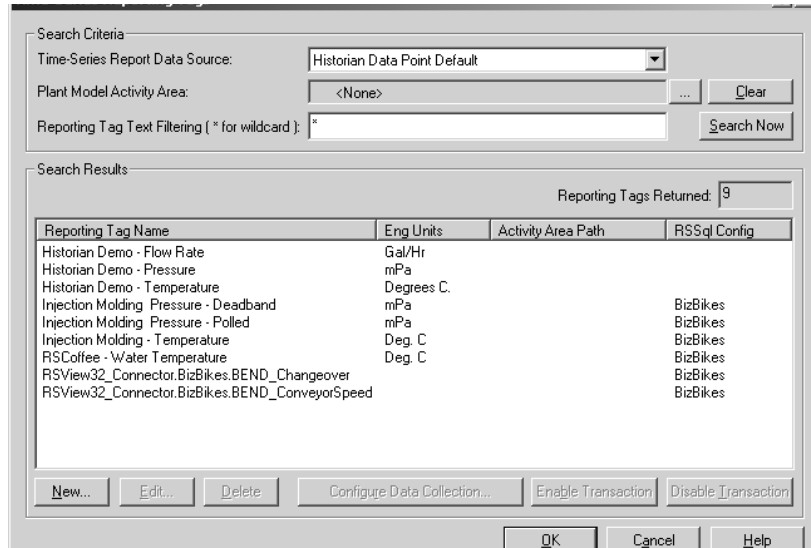 Search Criteria
Time-Series Report Data Source: Historian Data Point Default
Plant Model Activity Area: <None> ... Clear
Reporting Tag Text Filtering ( * for wildcard ): * Search Now
Search Results
Reporting Tags Returned: 9
Reporting Tag Name Eng Units Activity Area Path RSSql Config
Historian Demo - Flow Rate Gal/Hr
Historian Demo - Pressure mPa
Historian Demo - Temperature Degrees C.
Injection Molding Pressure - Deadband mPa BizBikes
Injection Molding Pressure - Polled mPa BizBikes
Injection Molding - Temperature Deg. C BizBikes
RSCoffee - Water Temperature Deg. C BizBikes
RSView32_Connector.BizBikes.BEND_Changeover BizBikes
RSView32_Connector.BizBikes.BEND_ConveyorSpeed BizBikes
New... Edit... Delete Configure Data Collection... Enable Transaction Disable Transaction
OK Cancel Help